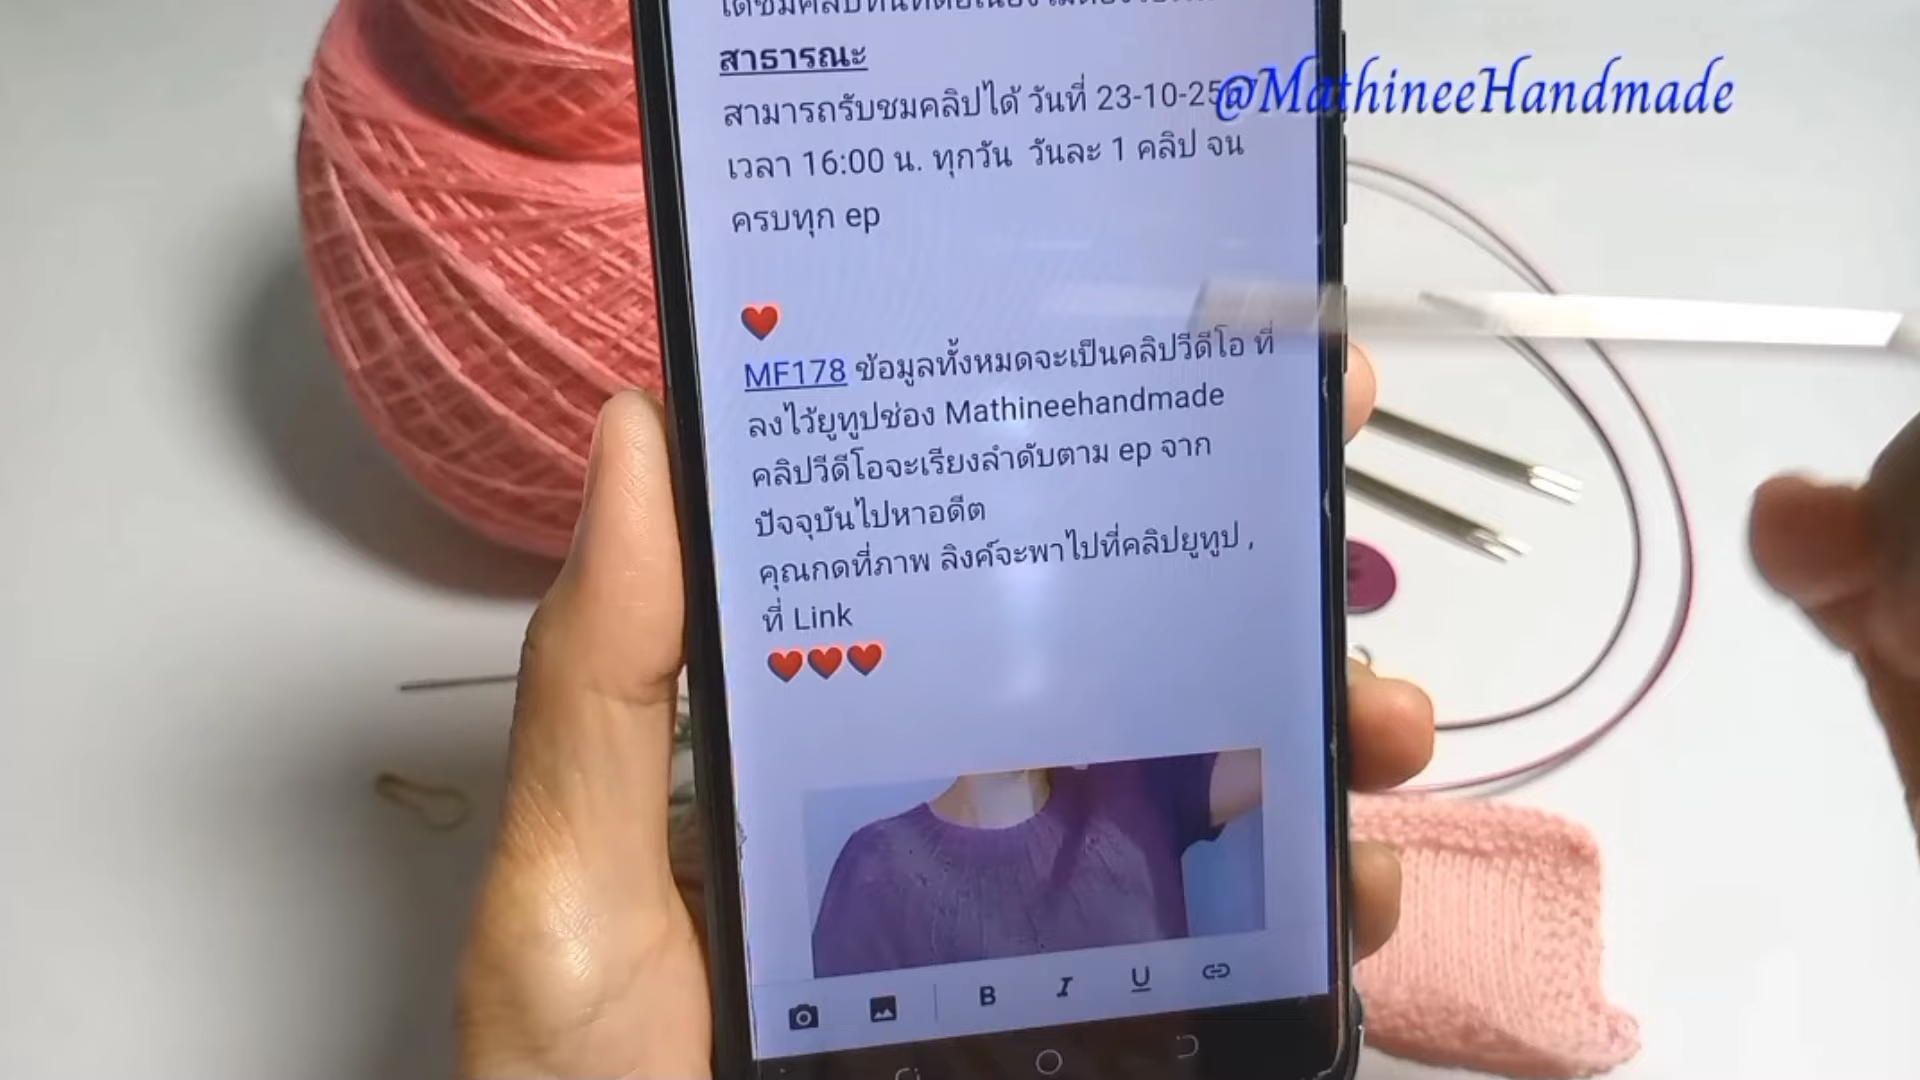 สาธารณะ
@MathineeHandmade
สามารถรับชมคลิปได้ วันที่ 23-10-25
เวลา 16:00 น. ทุกวัน วันละ 1 คลิป จน
ครบทุก ep
❤️
MF178 ข้อมูลทั้งหมดจะเป็นคลิปวีดีโอ ที่
ลงไว้ยูทูปช่อง Mathineehandmade
คลิปวีดีโอจะเรียงลำดับตาม ep จาก
ปัจจุบันไปหาอดีต
คุณกดที่ภาพ ลิงค์จะพาไปที่คลิปยูทูป ,
ที่ Link
❤️❤️❤️
B I U